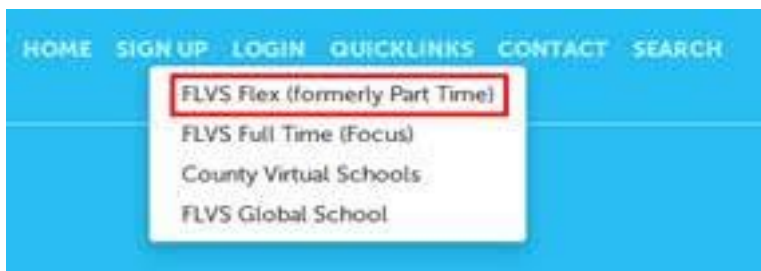 HOME SIGN UP LOGIN QUICKLINKS CONTACT SEARCH
FLVS Flex (formerly Part Time)
FLVS Full Time (Focus)
County Virtual Schools
FLVS Global School